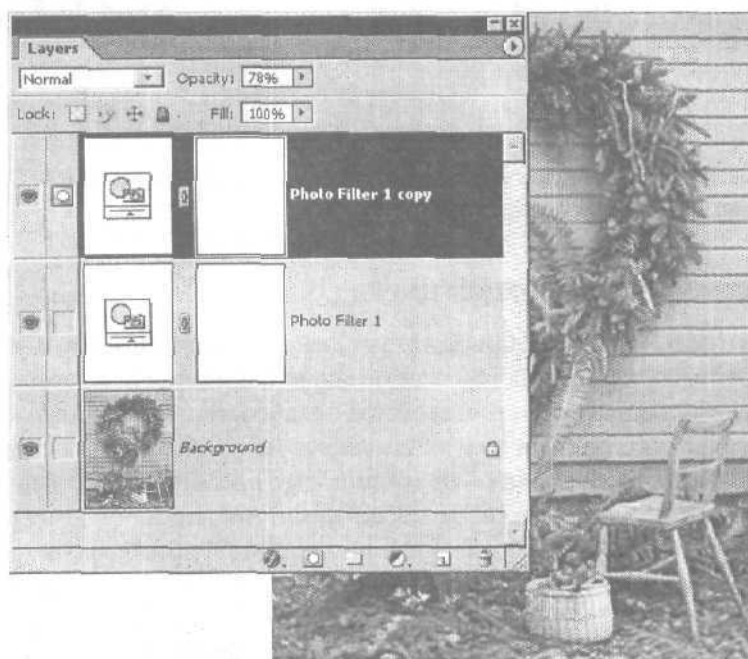 Layers
Normal Opacity: 78%
Lock: Fill: 100%
Photo Filter 1 copy
Photo Filter 1
Background